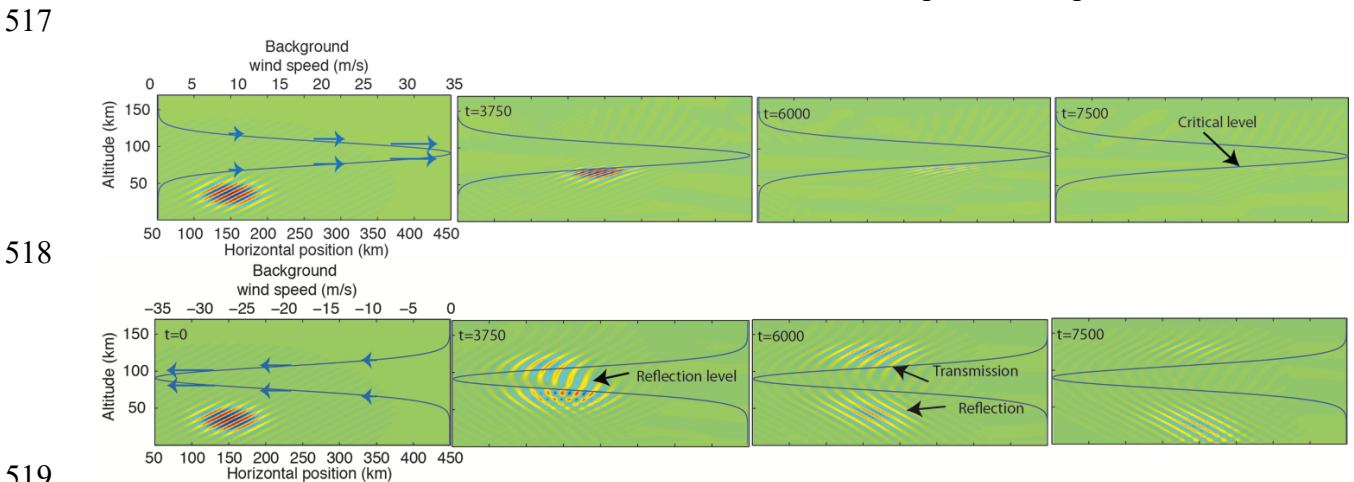 517
Background
wind speed (m/s)
0 5 10 15 20 25 30 35
150
100
50
Altitude (km)
t=3750
t=6000
t=7500
Critical level
50 100 150 200 250 300 350 400 450
Horizontal position (km)
518
Background
wind speed (m/s)
−35 −30 −25 −20 −15 −10 −5 0
150
100
50
Altitude (km)
t=0
t=3750
Reflection level
t=6000
Transmission
Reflection
t=7500
50 100 150 200 250 300 350 400 450
Horizontal position (km)
519